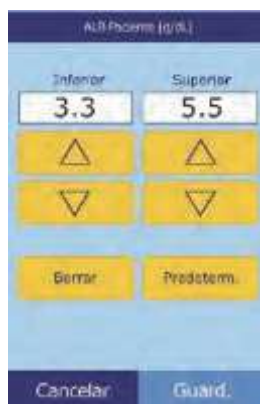 ALB Paciente (g/dL)
Inferior Superior
3.3 5.5
Borrar Predeterm.
Cancelar Guard.